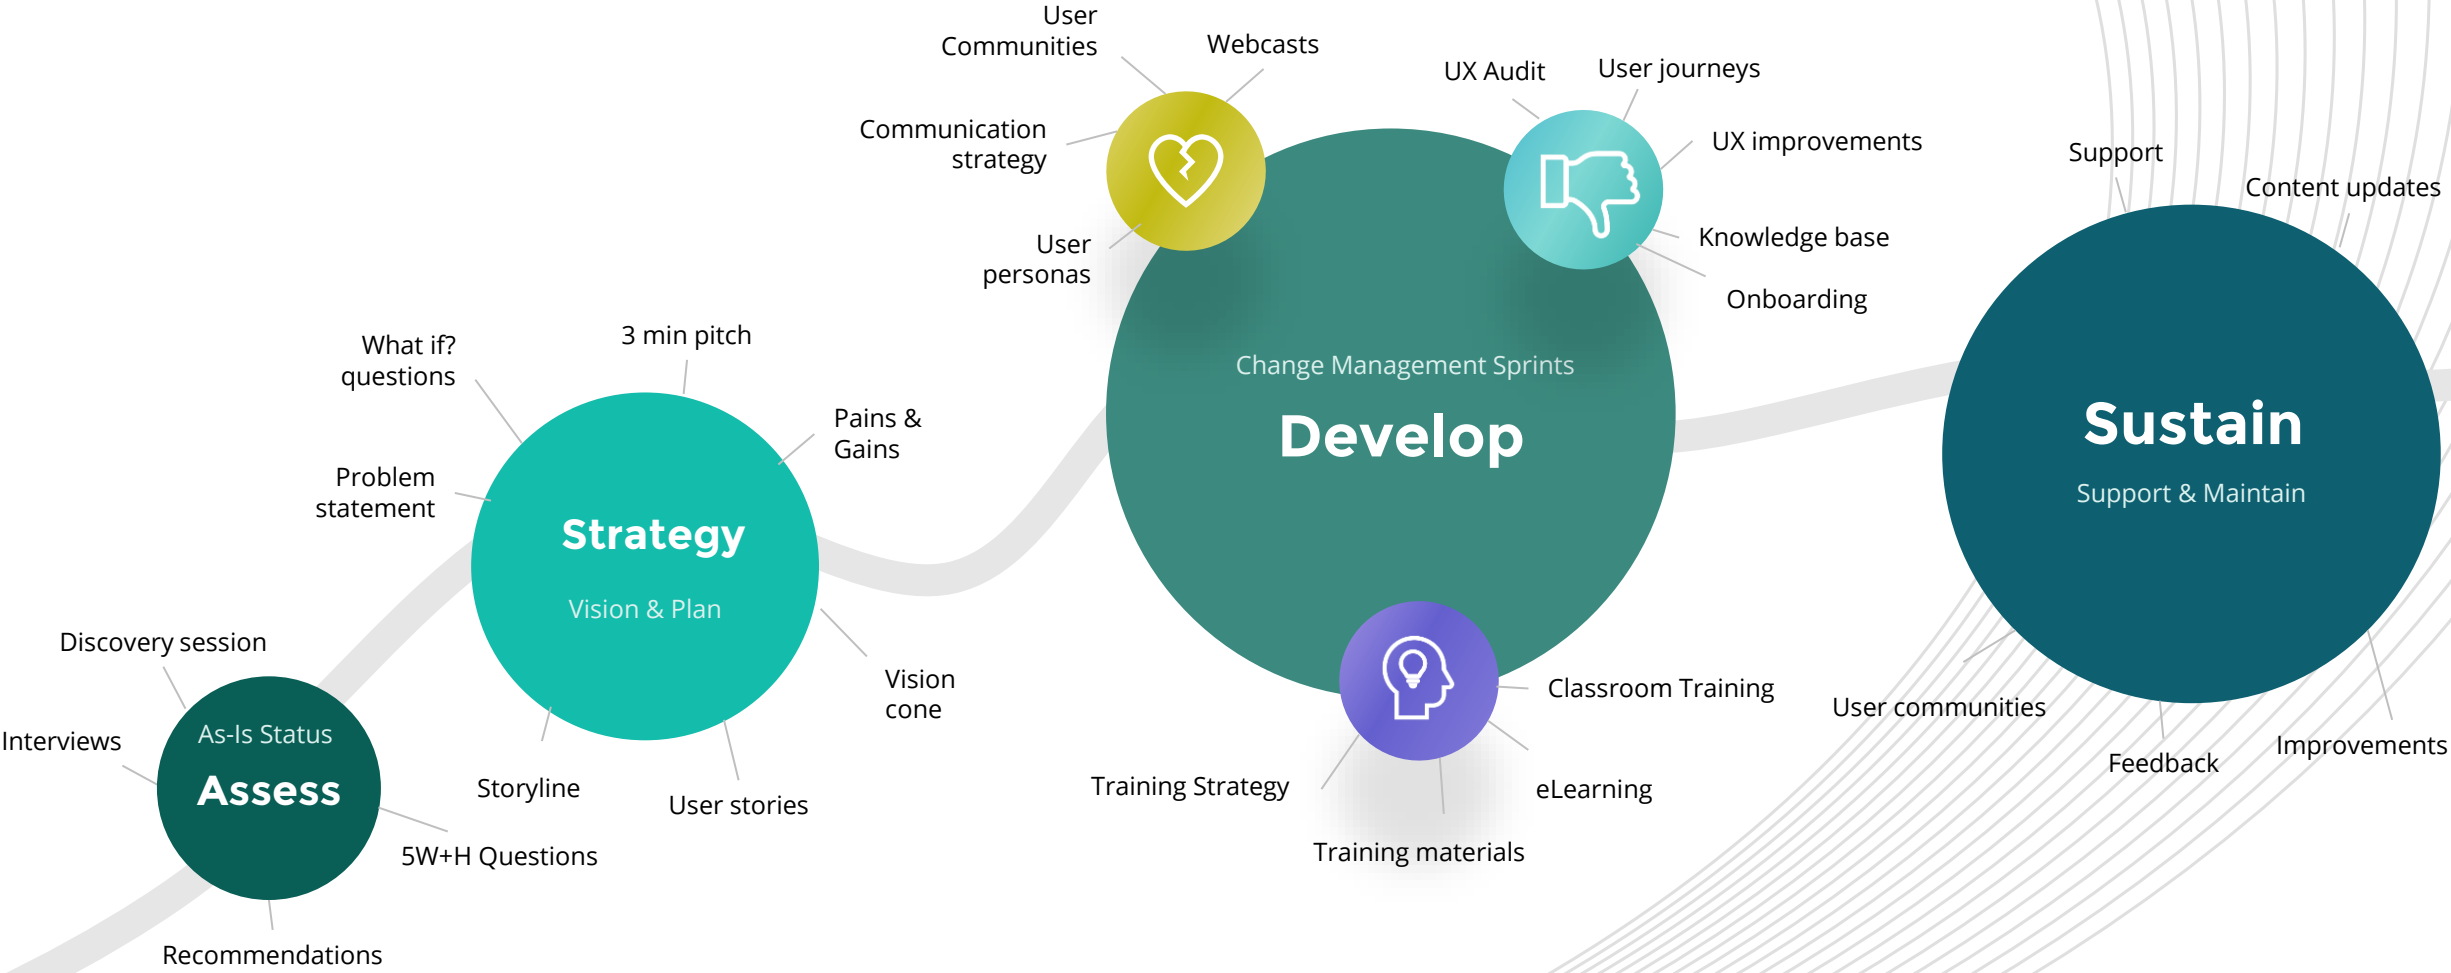 Discovery session
Interviews
As-Is Status
Assess
5W+H Questions
Recommendations
What if?
questions
3 min pitch
Pains &
Gains
Problem
statement
Strategy
Vision & Plan
Vision
cone
Storyline
User stories
User
Communities
Webcasts
Communication
strategy
User
personas
UX Audit
User journeys
UX improvements
Knowledge base
Onboarding
Change Management Sprints
Develop
Classroom Training
Training Strategy
eLearning
Training materials
Support
Content updates
Sustain
Support & Maintain
User communities
Feedback
Improvements